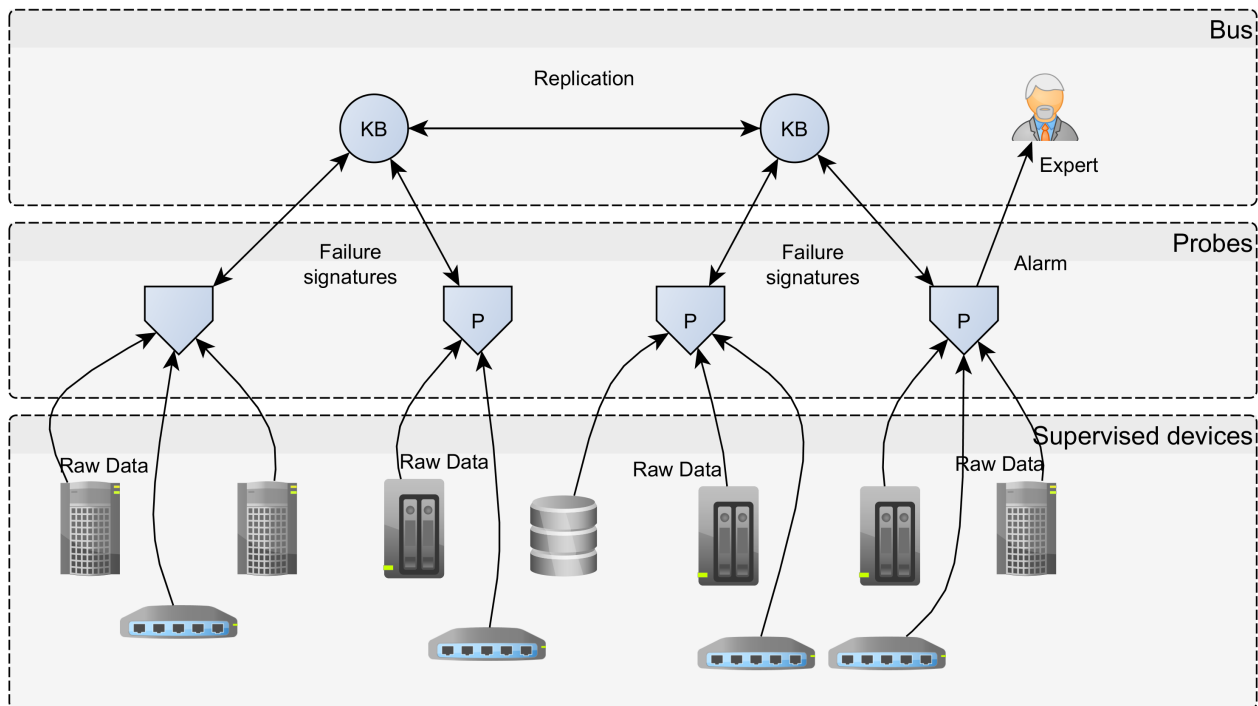 Bus
Replication
KB
KB
Expert
Probes
Failure
signatures
Failure
signatures
Alarm
P
P
P
Supervised devices
Raw Data
Raw Data
Raw Data
Raw Data